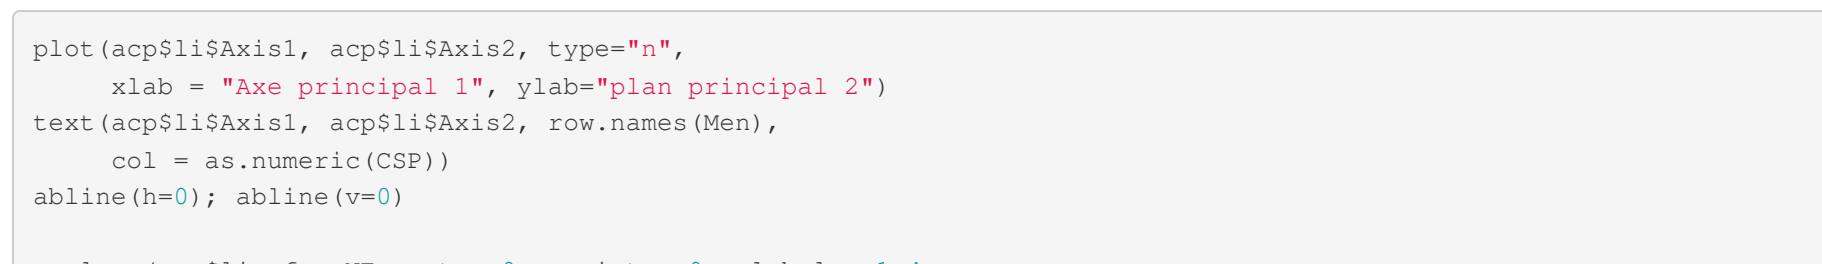 plot(acp$li$Axis1, acp$li$Axis2, type="n",
     xlab = "Axe principal 1", ylab="plan principal 2")
text(acp$li$Axis1, acp$li$Axis2, row.names(Men),
     col = as.numeric(CSP))
abline(h=0); abline(v=0)